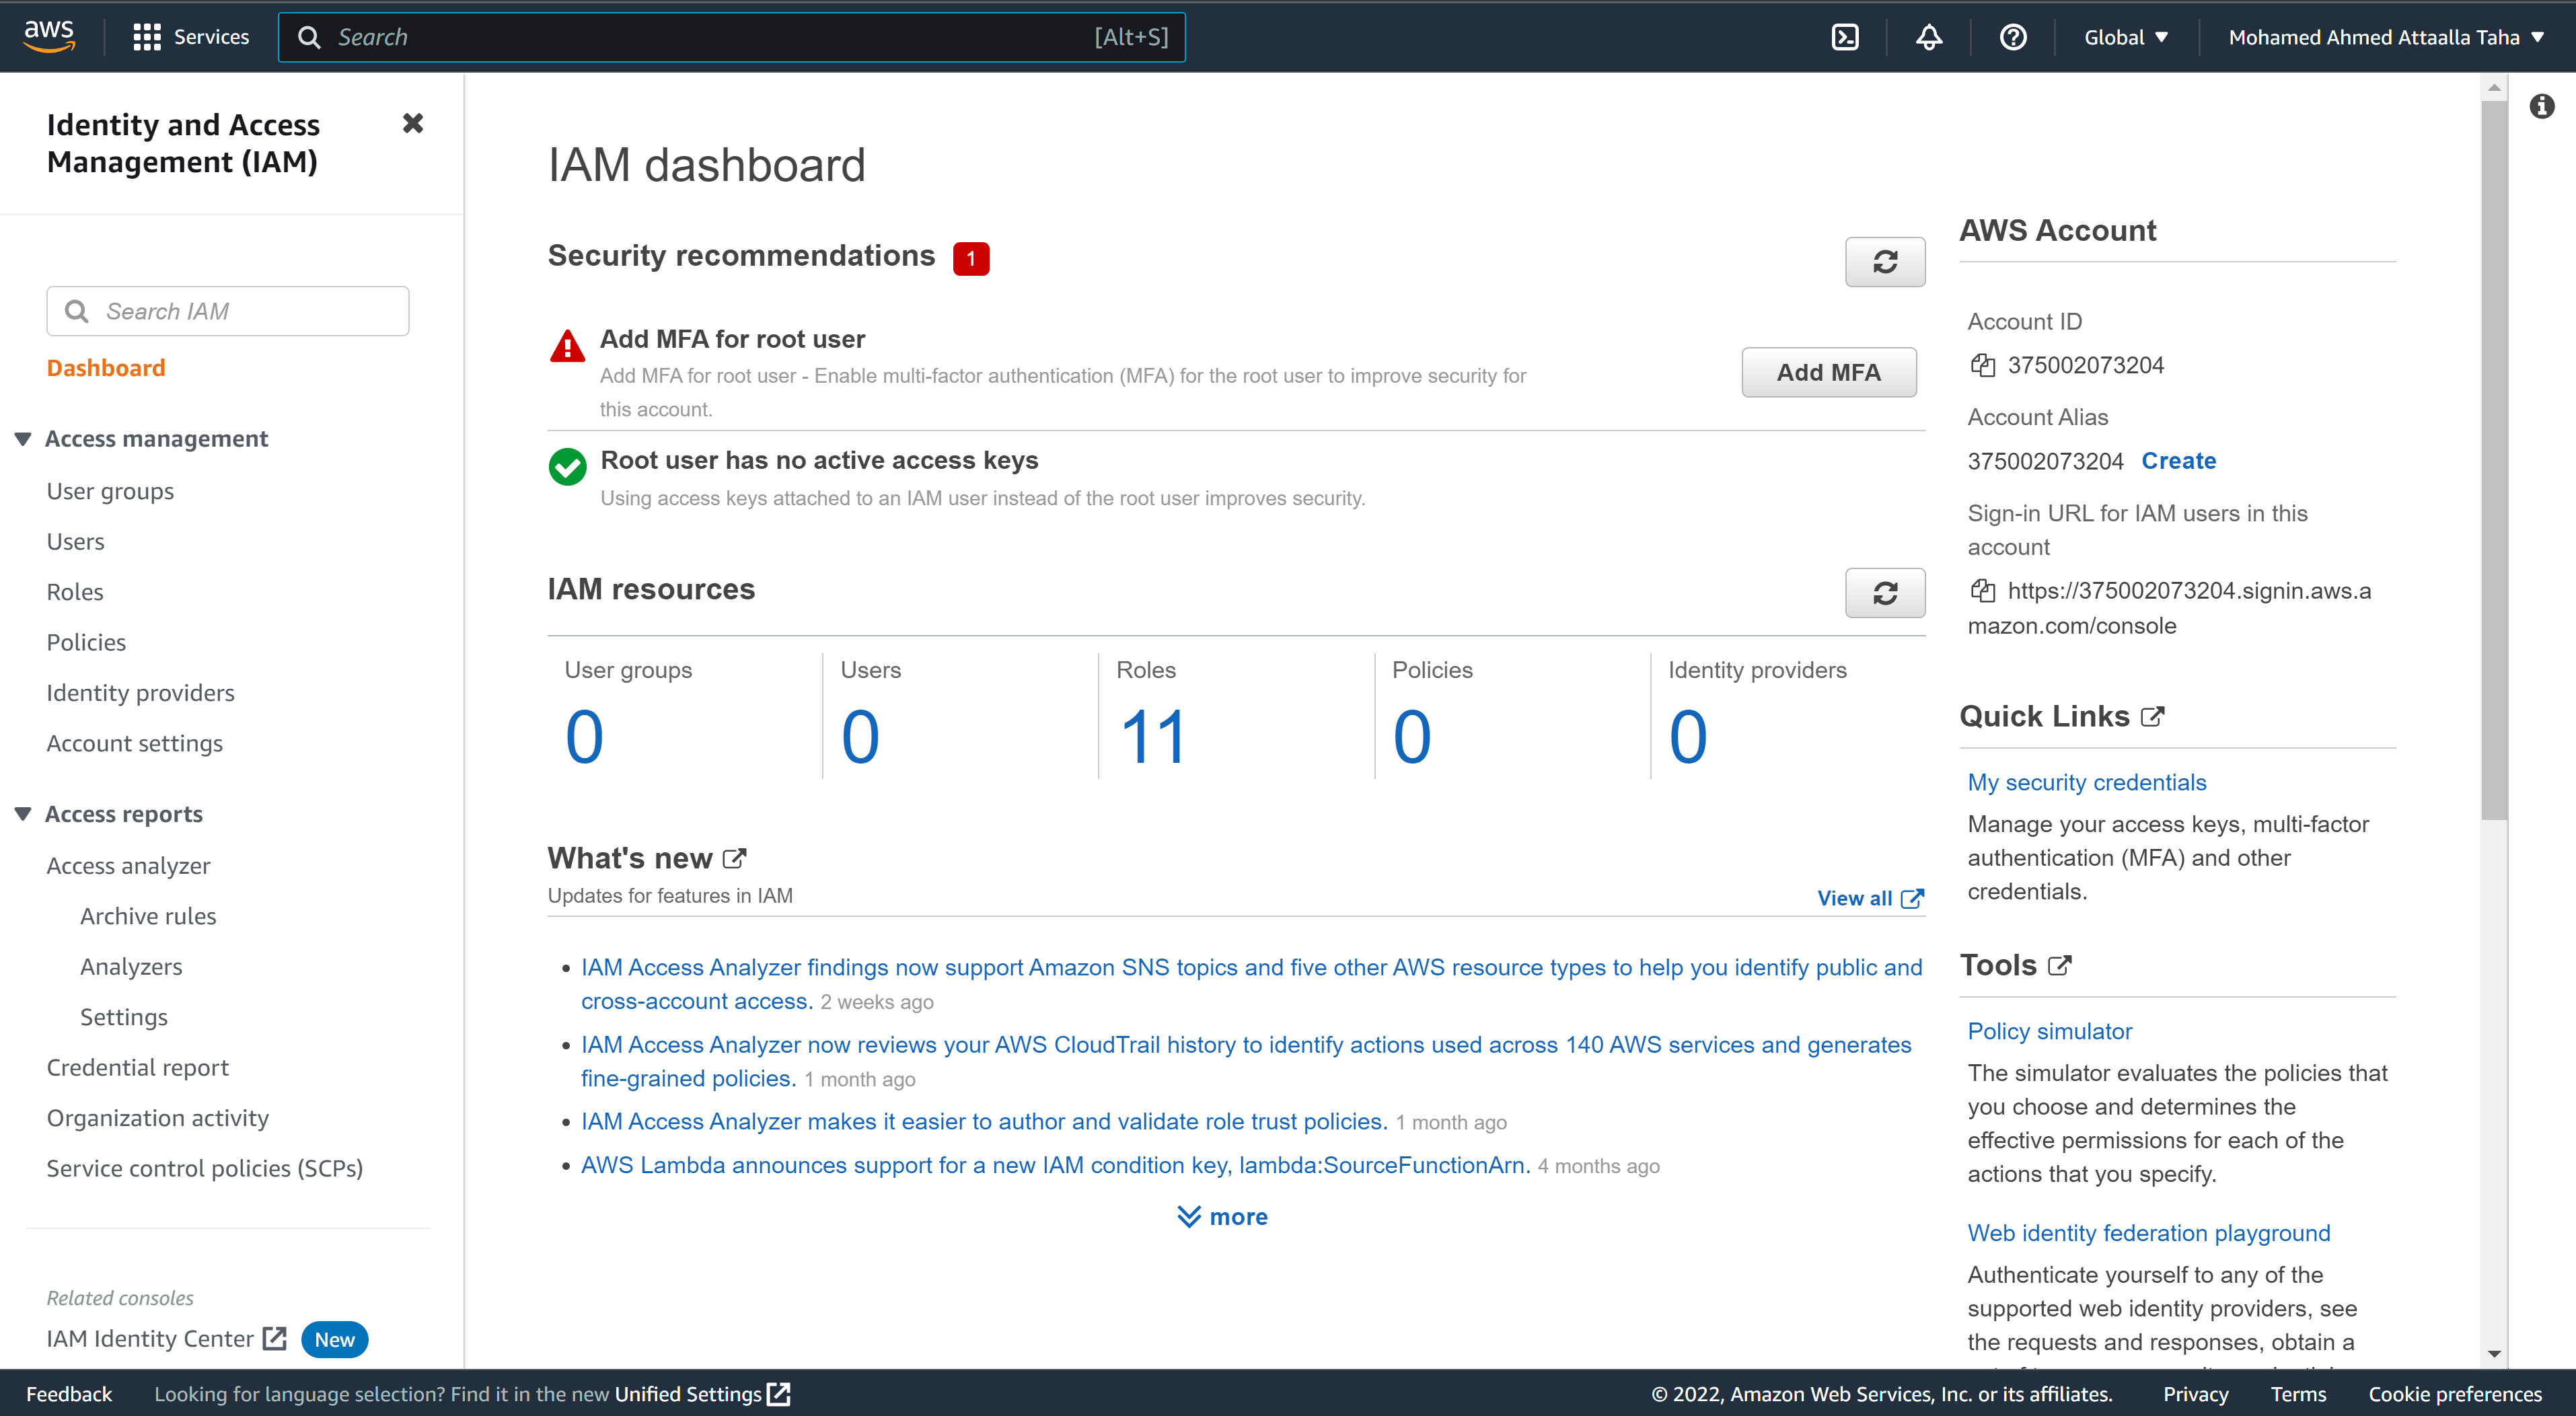 aws
Services
Search
[Alt+S]
Global
Mohamed Ahmed Attaalla Taha
Identity and Access
Management (IAM)
Search IAM
Dashboard
Access management
User groups
Users
Roles
Policies
Identity providers
Account settings
Access reports
Access analyzer
Archive rules
Analyzers
Settings
Credential report
Organization activity
Service control policies (SCPs)
Related consoles
IAM Identity Center New
IAM dashboard
Security recommendations 1
Add MFA for root user
Add MFA for root user - Enable multi-factor authentication (MFA) for the root user to improve security for
this account.
Add MFA
Root user has no active access keys
Using access keys attached to an IAM user instead of the root user improves security.
IAM resources
User groups
0
Users
0
Roles
11
Policies
0
Identity providers
0
What's new
Updates for features in IAM
View all
• IAM Access Analyzer findings now support Amazon SNS topics and five other AWS resource types to help you identify public and
cross-account access. 2 weeks ago
• IAM Access Analyzer now reviews your AWS CloudTrail history to identify actions used across 140 AWS services and generates
fine-grained policies. 1 month ago
• IAM Access Analyzer makes it easier to author and validate role trust policies. 1 month ago
• AWS Lambda announces support for a new IAM condition key, lambda:SourceFunctionArn. 4 months ago
more
AWS Account
Account ID
375002073204
Account Alias
375002073204 Create
Sign-in URL for IAM users in this
account
https://375002073204.signin.aws.a
mazon.com/console
Quick Links
My security credentials
Manage your access keys, multi-factor
authentication (MFA) and other
credentials.
Tools
Policy simulator
The simulator evaluates the policies that
you choose and determines the
effective permissions for each of the
actions that you specify.
Web identity federation playground
Authenticate yourself to any of the
supported web identity providers, see
the requests and responses, obtain a
Feedback
Looking for language selection? Find it in the new Unified Settings
© 2022, Amazon Web Services, Inc. or its affiliates.
Privacy
Terms
Cookie preferences